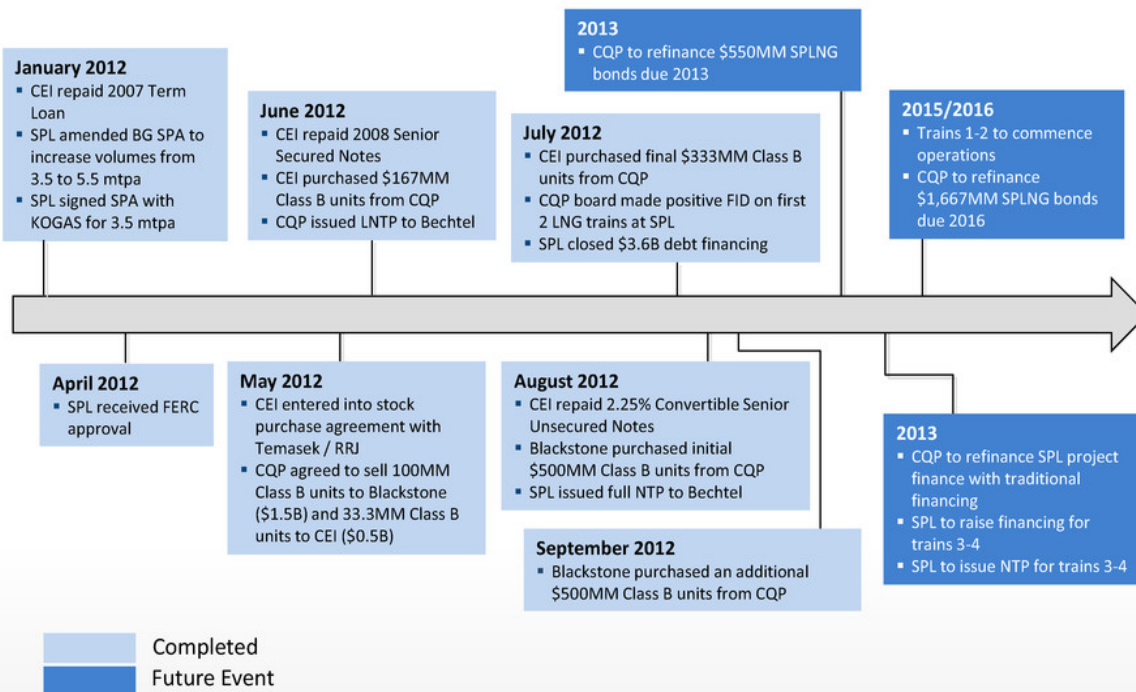 January 2012
▪ CEI repaid 2007 Term
Loan
▪ SPL amended BG SPA to
increase volumes from
3.5 to 5.5 mtpa
▪ SPL signed SPA with
KOGAS for 3.5 mtpa
June 2012
▪ CEI repaid 2008 Senior
Secured Notes
▪ CEI purchased $167MM
Class B units from CQP
▪ CQP issued LNTP to Bechtel
July 2012
▪ CEI purchased final $333MM Class B
units from CQP
▪ CQP board made positive FID on first
2 LNG trains at SPL
▪ SPL closed $3.6B debt financing
2013
▪ CQP to refinance $550MM SPLNG
bonds due 2013
2015/2016
▪ Trains 1-2 to commence
operations
▪ CQP to refinance
$1,667MM SPLNG bonds
due 2016
April 2012
▪ SPL received FERC
approval
May 2012
▪ CEI entered into stock
purchase agreement with
Temasek / RRJ
▪ CQP agreed to sell 100MM
Class B units to Blackstone
($1.5B) and 33.3MM Class B
units to CEI ($0.5B)
August 2012
▪ CEI repaid 2.25% Convertible Senior
Unsecured Notes
▪ Blackstone purchased initial
$500MM Class B units from CQP
▪ SPL issued full NTP to Bechtel
September 2012
▪ Blackstone purchased an additional
$500MM Class B units from CQP
2013
▪ CQP to refinance SPL project
finance with traditional
financing
▪ SPL to raise financing for
trains 3-4
▪ SPL to issue NTP for trains 3-4
Completed
Future Event